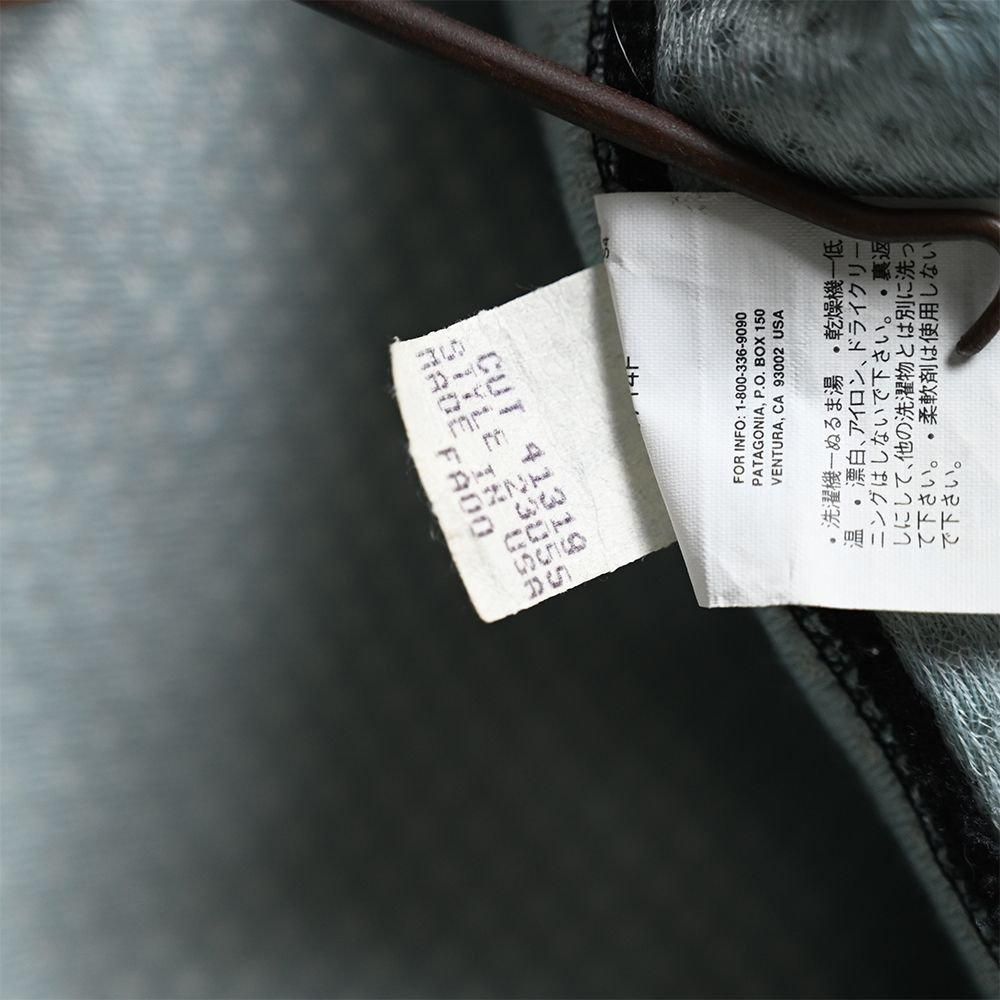 CUT 41319
STYLE 23055
MADE IN USA
FA00
FOR INFO: 1-800-336-9090
PATAGONIA, P.O. BOX 150
VENTURA, CA 93002 USA
・洗濯機ーぬるま湯 ・乾燥機ー低
温 ・漂白、アイロン、ドライクリー
ニングはしないで下さい。・裏返
しにして、他の洗濯物とは別に洗っ
て下さい。・柔軟剤は使用しない
で下さい。